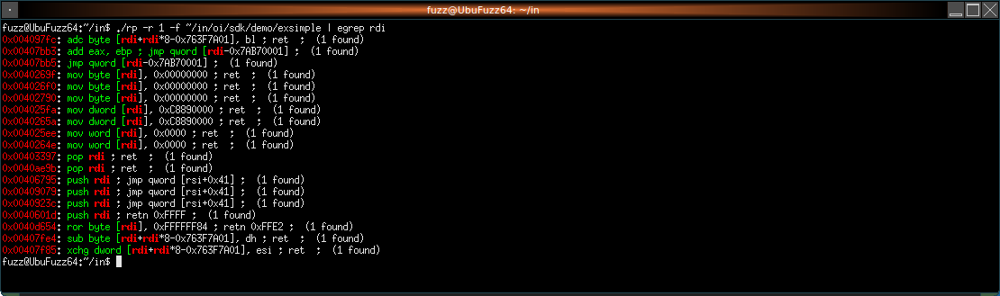 fuzz@UbuFuzz64: ~/in
fuzz@UbuFuzz64:~/in$ ./rp -r 1 -f ~/in/oi/sdk/demo/exsimple | egrep rdi
0x004097fc: adc byte [rdi+rdi*8-0x763F7A01], bl ; ret  ;  (1 found)
0x00407bb3: add eax, ebp ; jmp qword [rdi-0x7AB70001] ;  (1 found)
0x00407bb5: jmp qword [rdi-0x7AB70001] ;  (1 found)
0x0040269f: mov byte [rdi], 0x00000000 ; ret  ;  (1 found)
0x004026f0: mov byte [rdi], 0x00000000 ; ret  ;  (1 found)
0x00402790: mov byte [rdi], 0x00000000 ; ret  ;  (1 found)
0x004025fa: mov dword [rdi], 0xC8890000 ; ret  ;  (1 found)
0x0040265a: mov dword [rdi], 0xC8890000 ; ret  ;  (1 found)
0x004025ee: mov word [rdi], 0x0000 ; ret  ;  (1 found)
0x0040264e: mov word [rdi], 0x0000 ; ret  ;  (1 found)
0x00403397: pop rdi ; ret  ;  (1 found)
0x0040ae9b: pop rdi ; ret  ;  (1 found)
0x00406795: push rdi ; jmp qword [rsi+0x41] ;  (1 found)
0x00409079: push rdi ; jmp qword [rsi+0x41] ;  (1 found)
0x0040923e: push rdi ; jmp qword [rsi+0x41] ;  (1 found)
0x0040601d: push rdi ; retn 0xFFFF ;  (1 found)
0x0040d654: ror byte [rdi], 0xFFFFFF84 ; retn 0xFFE2 ;  (1 found)
0x00407fe4: sub byte [rdi+rdi*8-0x763F7A01], dh ; ret  ;  (1 found)
0x00407f85: xchg dword [rdi+rdi*8-0x763F7A01], esi ; ret  ;  (1 found)
fuzz@UbuFuzz64:~/in$